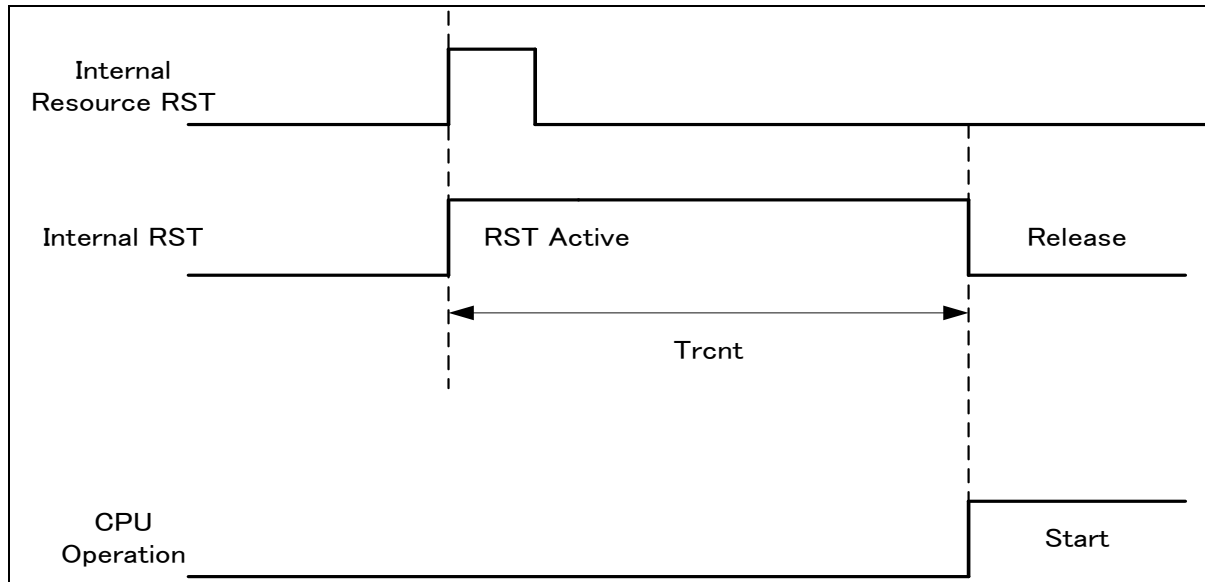 Internal
Resource RST
Internal RST
RST Active
Release
Trcnt
CPU
Operation
Start